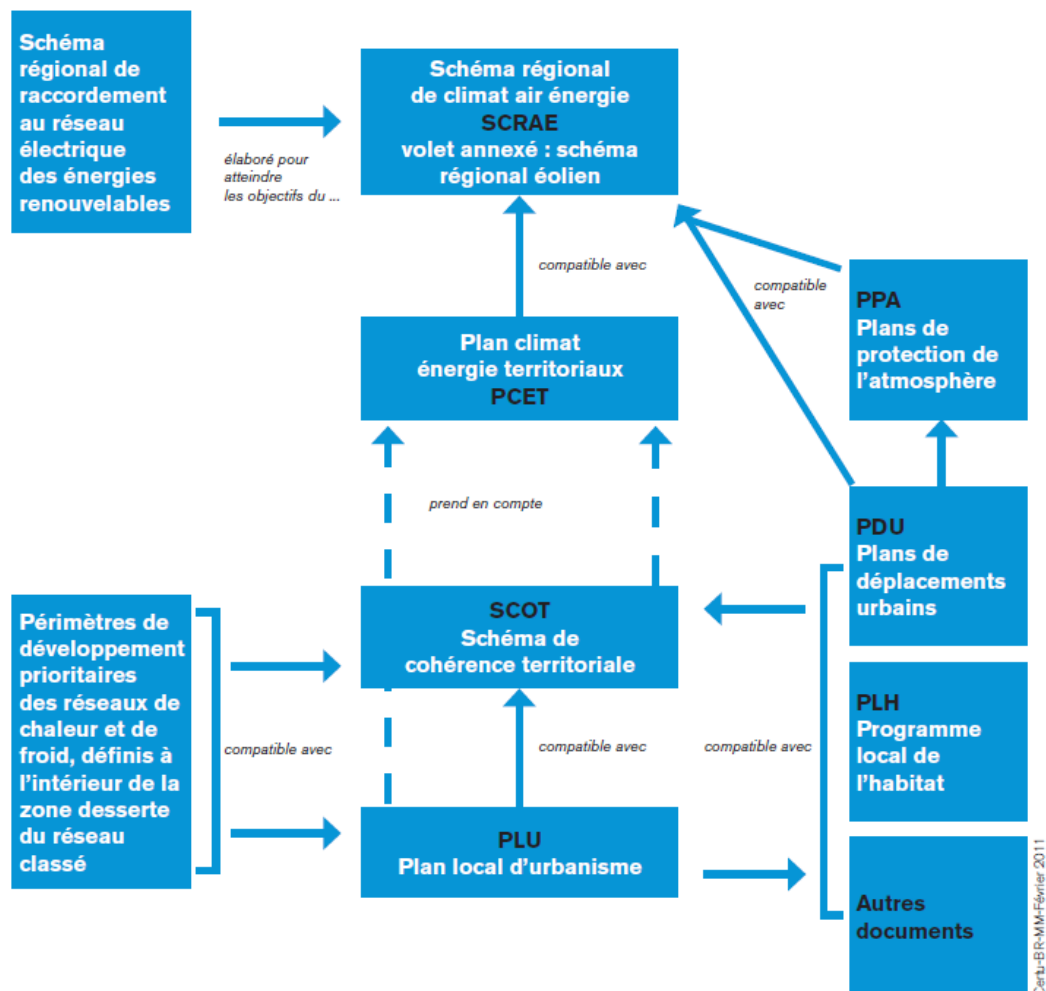 Schéma
régional de
raccordement
au réseau
électrique
des énergies
renouvelables
élaboré pour
atteindre
les objectifs du ...
Schéma régional
de climat air énergie
SCRAE
volet annexé : schéma
régional éolien
compatible avec
compatible
avec
PPA
Plans de
protection de
l'atmosphère
Plan climat
énergie territoriaux
PCET
prend en compte
PDU
Plans de
déplacements
urbains
Périmètres de
développement
prioritaires
des réseaux de
chaleur et de
froid, définis à
l'intérieur de la
zone desserte
du réseau
classé
compatible avec
SCOT
Schéma de
cohérence territoriale
compatible avec
compatible avec
PLH
Programme
local de
l'habitat
PLU
Plan local d'urbanisme
Autres
documents
Certu-BR-MM-Février 2011